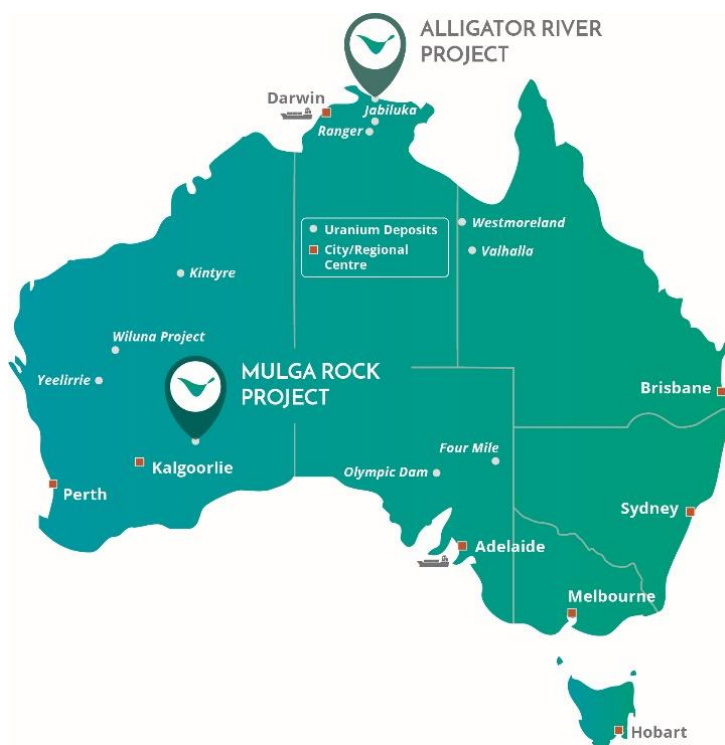 ALLIGATOR RIVER
PROJECT
Darwin
Jabiluka
Ranger
Uranium Deposits
City/Regional
Centre
Westmoreland
Valhalla
Kintyre
Wiluna Project
Yeelirrie
MULGA ROCK
PROJECT
Brisbane
Kalgoorlie
Perth
Four Mile
Olympic Dam
Sydney
Adelaide
Melbourne
Hobart